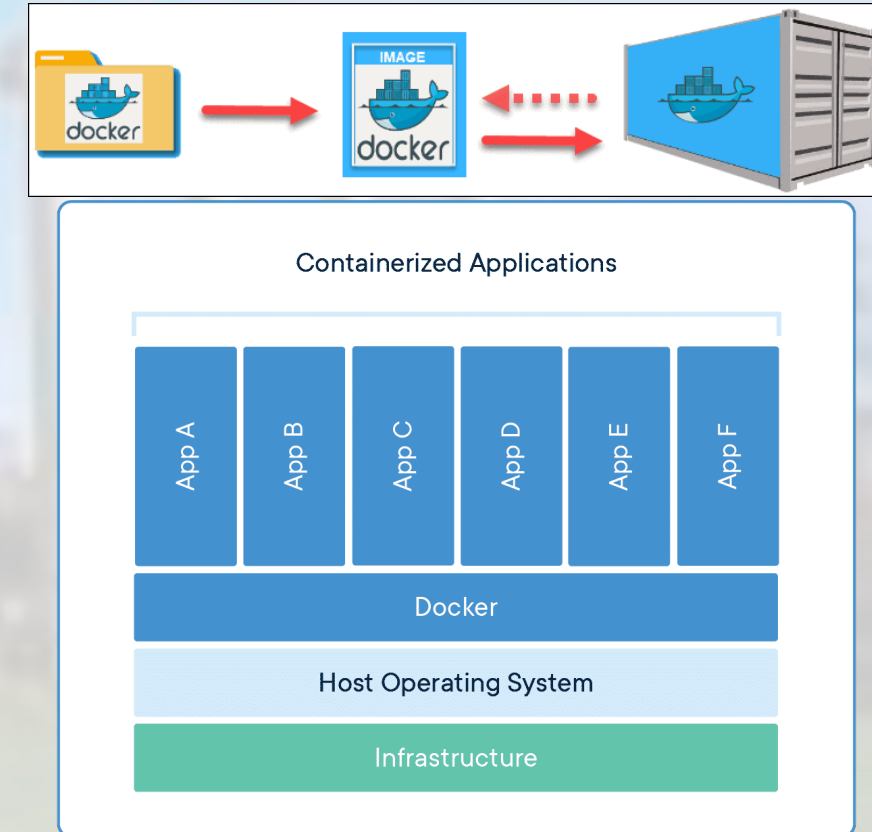 docker
IMAGE
docker
Containerized Applications
App A
App B
App C
App D
App E
App F
Docker
Host Operating System
Infrastructure